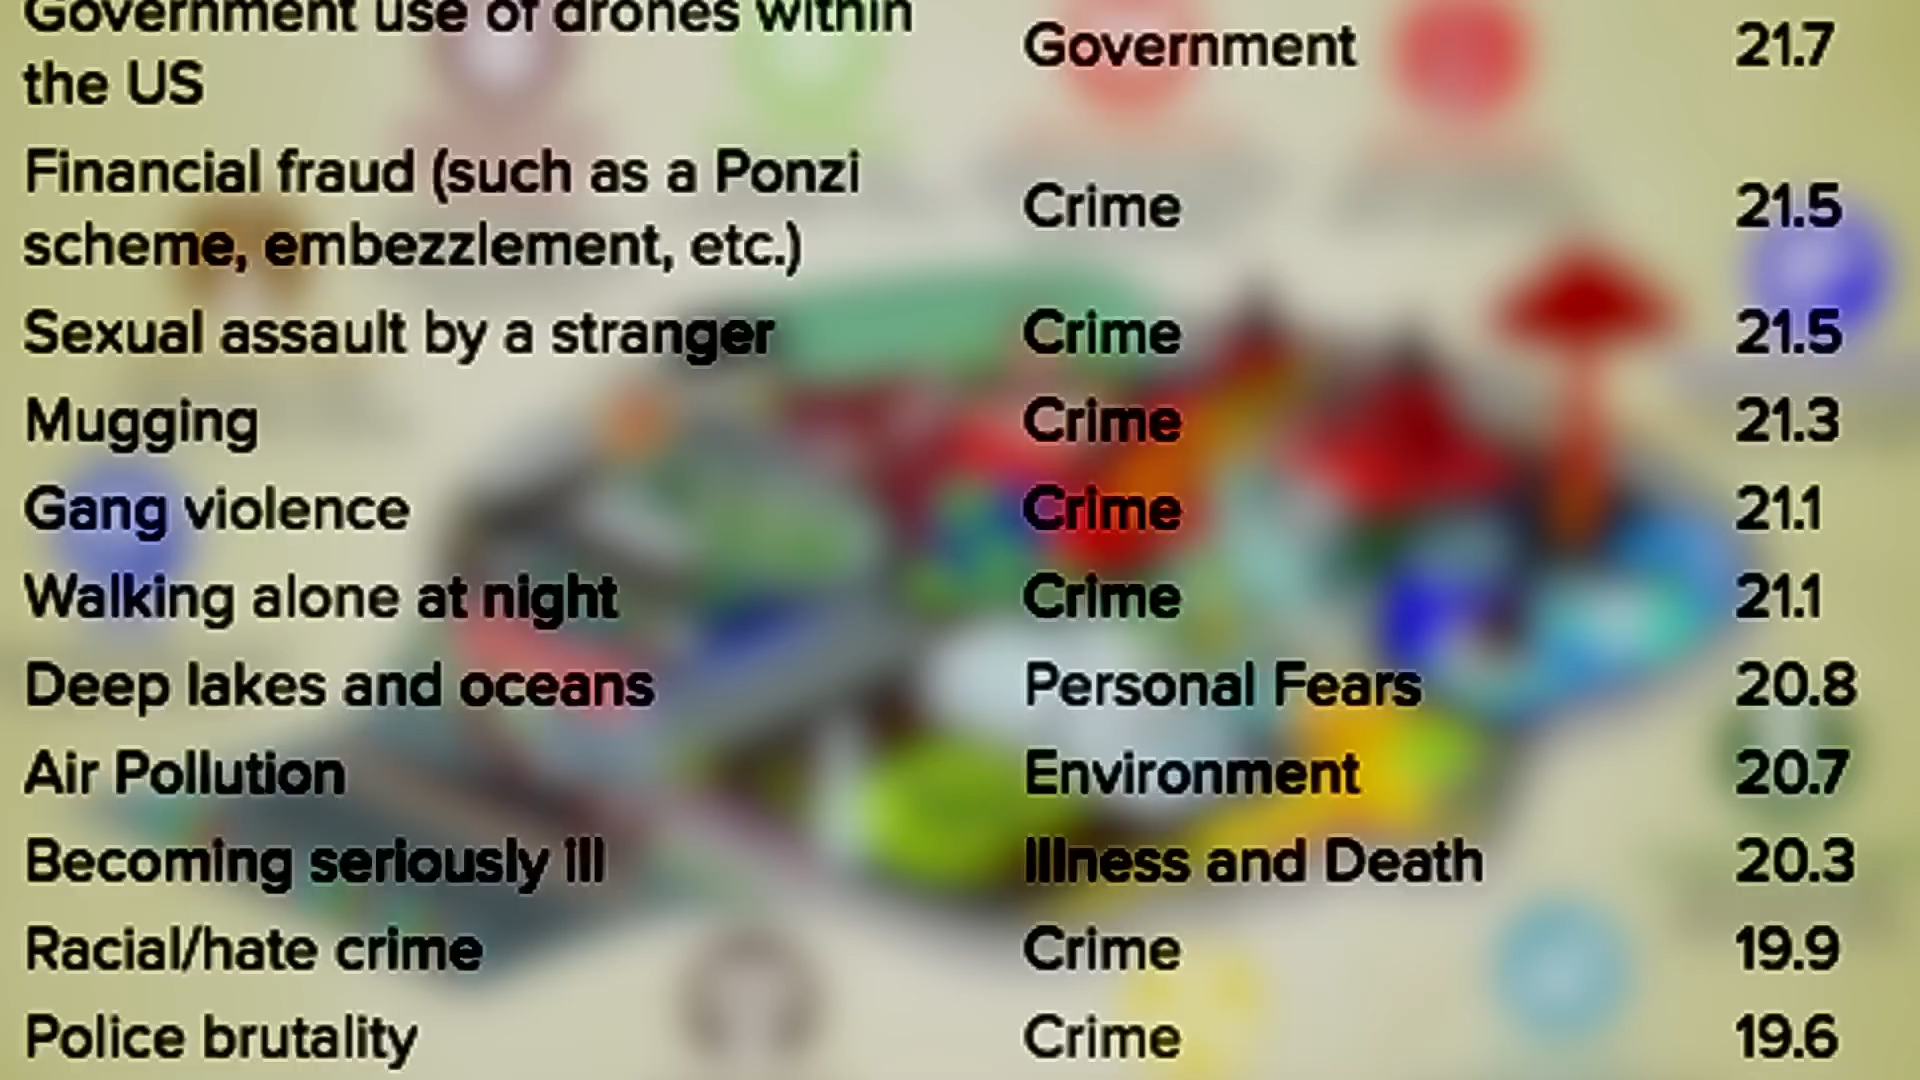 Government use of drones within
the US
Government 21.7
Financial fraud (such as a Ponzi
scheme, embezzlement, etc.)
Crime 21.5
Sexual assault by a stranger Crime 21.5
Mugging Crime 21.3
Gang violence Crime 21.1
Walking alone at night Crime 21.1
Deep lakes and oceans Personal Fears 20.8
Air Pollution Environment 20.7
Becoming seriously ill Illness and Death 20.3
Racial/hate crime Crime 19.9
Police brutality Crime 19.6